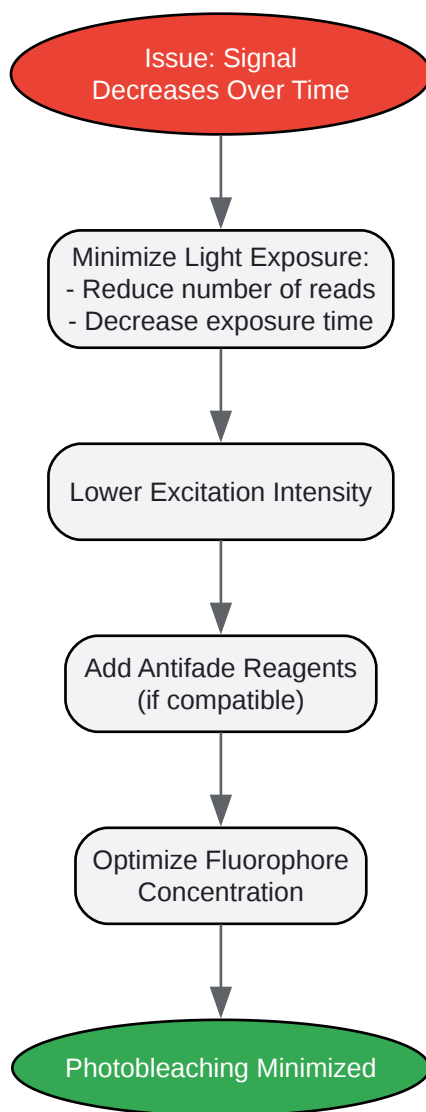 Issue: Signal
Decreases Over Time
Minimize Light Exposure:
- Reduce number of reads
- Decrease exposure time
Lower Excitation Intensity
Add Antifade Reagents
(if compatible)
Optimize Fluorophore
Concentration
Photobleaching Minimized